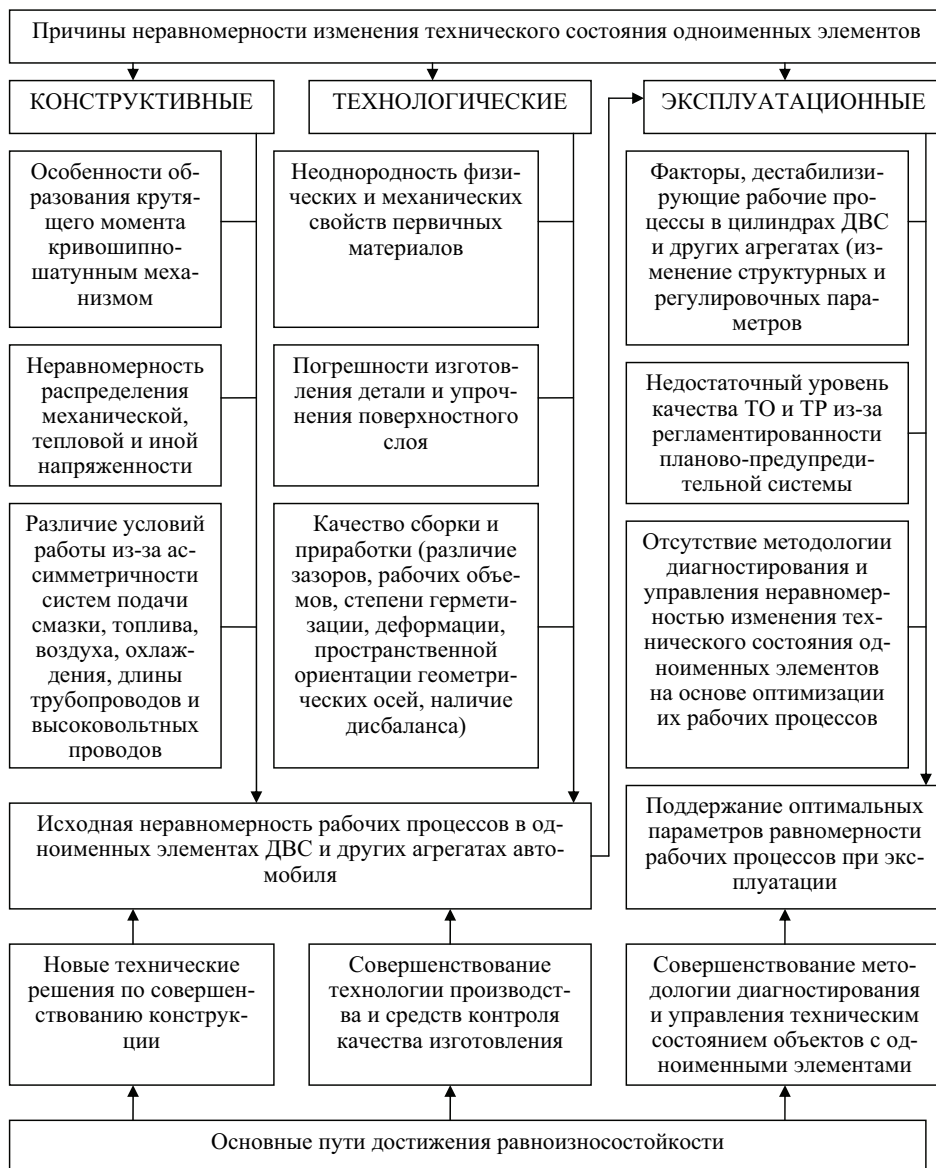 Причины неравномерности изменения технического состояния одноименных элементов
КОНСТРУКТИВНЫЕ
ТЕХНОЛОГИЧЕСКИЕ
ЭКСПЛУАТАЦИОННЫЕ
Особенности об-
разования крутя-
щего момента
кривошипно-
шатунным меха-
низмом
Неоднородность физи-
ческих и механических
свойств первичных
материалов
Факторы, дестабилизи-
рующие рабочие про-
цессы в цилиндрах ДВС
и других агрегатах (из-
менение структурных и
регулировочных пара-
метров
Неравномерность
распределения
механической,
тепловой и иной
напряженности
Погрешности изготов-
ления детали и упроч-
нения поверхностного
слоя
Недостаточный уровень
качества ТО и ТР из-за
регламентированности
планово-предупреди-
тельной системы
Различие условий
работы из-за ас-
симметричности
систем подачи
смазки, топлива,
воздуха, охлаж-
дения, длины
трубопроводов и
высоковольтных
проводов
Качество сборки и
приработки (различие
зазоров, рабочих объе-
мов, степени гермети-
зации, деформации,
пространственной
ориентации геометри-
ческих осей, наличие
дисбаланса)
Отсутствие методологии
диагностирования и
управления неравномер-
ностью изменения тех-
нического состояния од-
ноименных элементов
на основе оптимизации
их рабочих процессов
Исходная неравномерность рабочих процессов в од-
ноименных элементах ДВС и других агрегатах авто-
мобиля
Поддержание оптимальных
параметров равномерности
рабочих процессов при экс-
плуатации
Новые технические
решения по совершен-
ствованию конструк-
ции
Совершенствование
технологии производст-
ва и средств контроля
качества изготовления
Совершенствование мето-
дологии диагностирования
и управления техническим
состоянием объектов с од-
ноименными элементами
Основные пути достижения равноизносостойкости